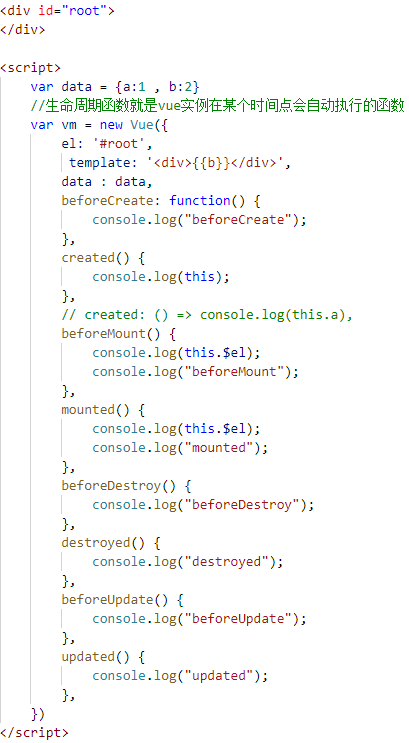 <div id="root">
</div>

<script>
    var data = {a:1 , b:2}
    //生命周期函数就是vue实例在某个时间点会自动执行的函数
    var vm = new Vue({
        el: '#root',
         template: '<div>{{b}}</div>',
        data : data,
        beforeCreate: function() {
            console.log("beforeCreate");
        },
        created() {
            console.log(this);
        },
        // created: () => console.log(this.a),
        beforeMount() {
            console.log(this.$el);
            console.log("beforeMount");
        },
        mounted() {
            console.log(this.$el);
            console.log("mounted");
        },
        beforeDestroy() {
            console.log("beforeDestroy");
        },
        destroyed() {
            console.log("destroyed");
        },
        beforeUpdate() {
            console.log("beforeUpdate");
        },
        updated() {
            console.log("updated");
        },
    })
</script>